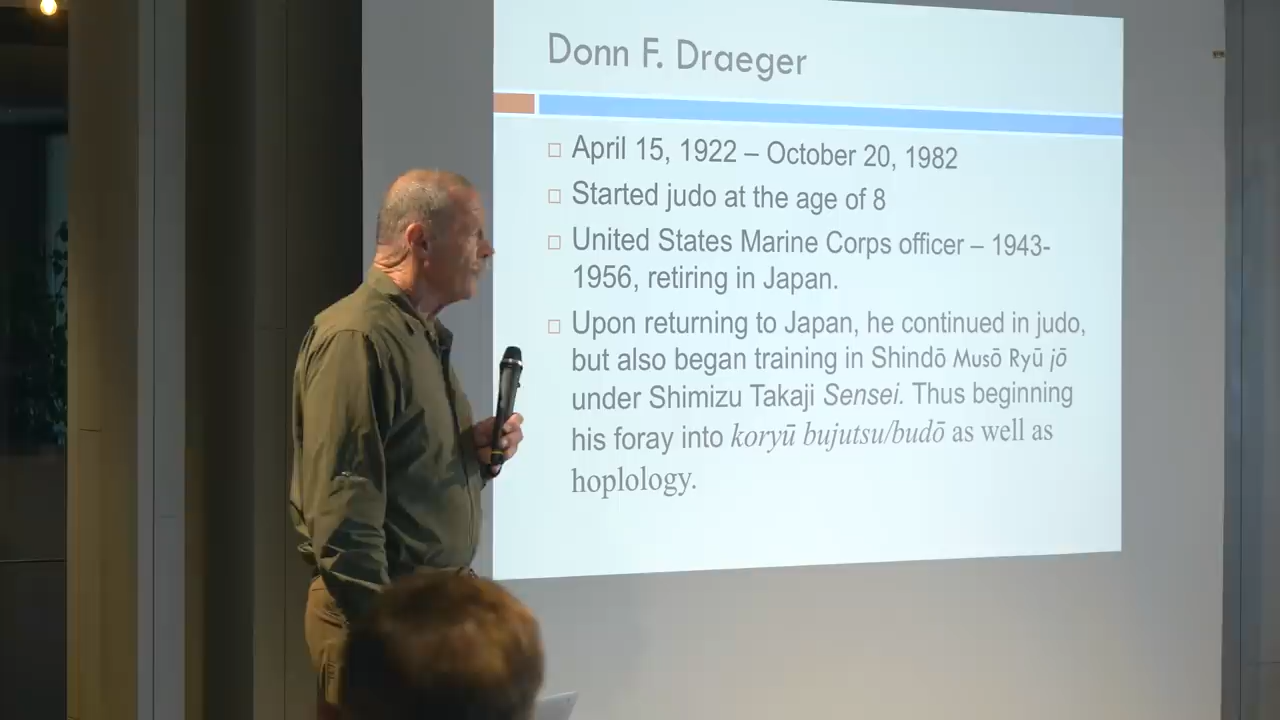 Donn F. Draeger
April 15, 1922 – October 20, 1982
Started judo at the age of 8
United States Marine Corps officer – 1943-
1956, retiring in Japan.
Upon returning to Japan, he continued in judo,
but also began training in Shindō Musō Ryū jō
under Shimizu Takaji Sensei. Thus beginning
his foray into koryū bujutsu/budō as well as
hoplology.